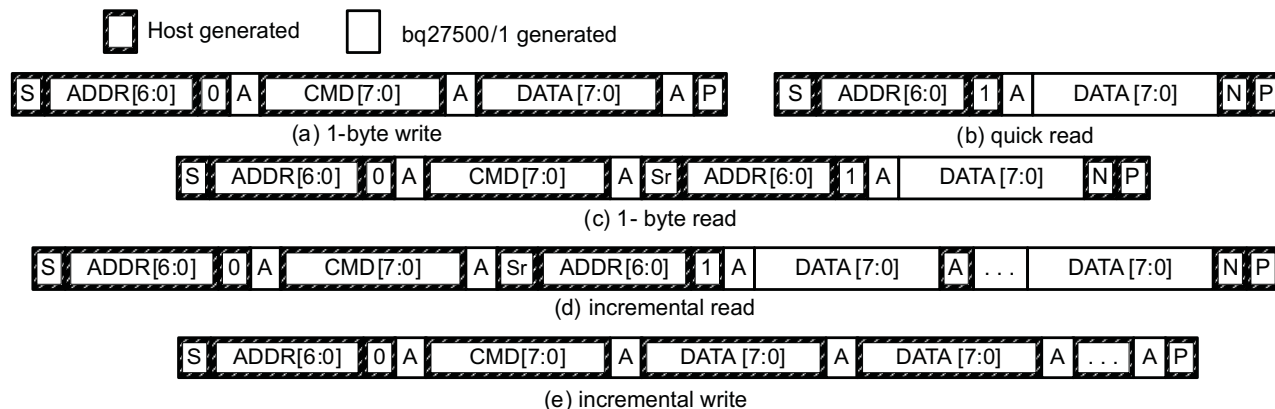 Host generated bq27500/1 generated
S ADDR[6:0] 0 A CMD[7:0] A DATA[7:0] A P S ADDR[6:0] 1 A DATA[7:0] N P
(a) 1-byte write (b) quick read
S ADDR[6:0] 0 A CMD[7:0] A Sr ADDR[6:0] 1 A DATA[7:0] N P
(c) 1- byte read
S ADDR[6:0] 0 A CMD[7:0] A Sr ADDR[6:0] 1 A DATA[7:0] A . . . DATA[7:0] N P
(d) incremental read
S ADDR[6:0] 0 A CMD[7:0] A DATA[7:0] A DATA[7:0] A . . . A P
(e) incremental write